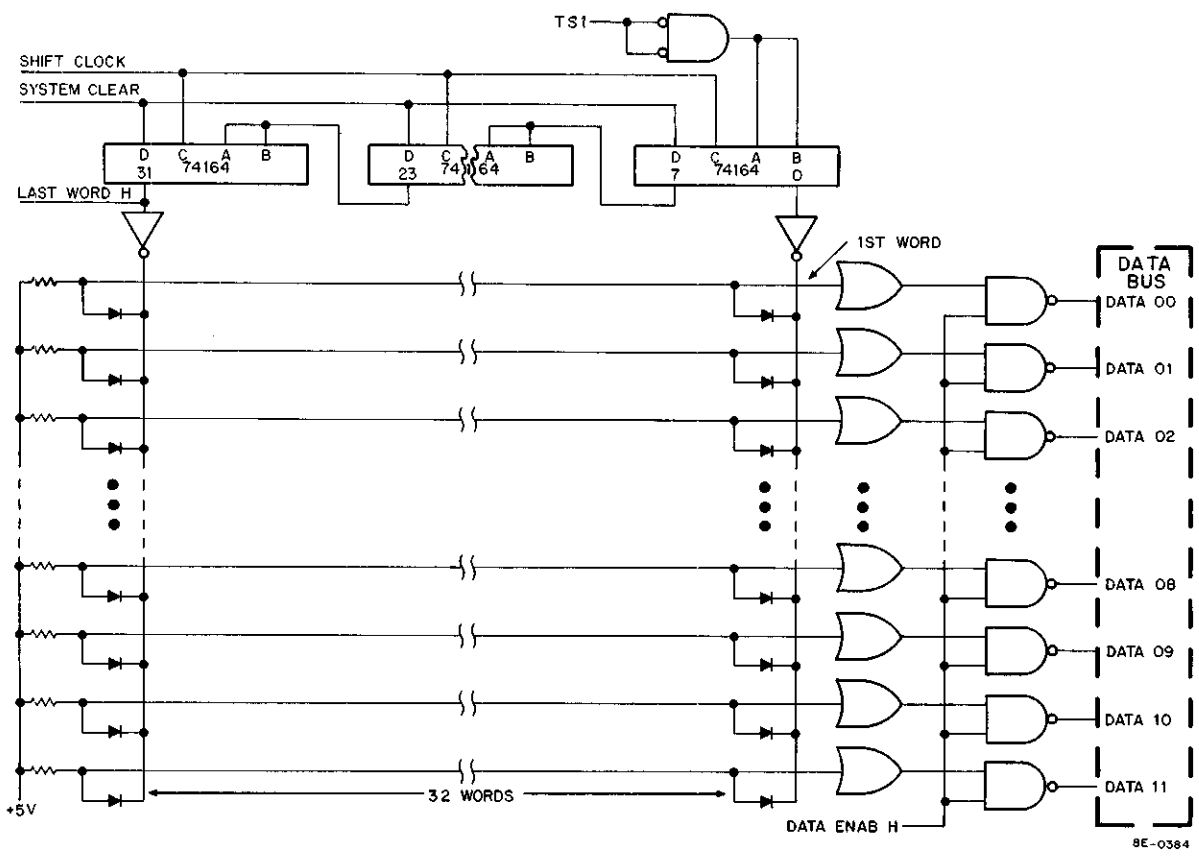 TS1
SHIFT CLOCK
SYSTEM CLEAR
D C A B
31 74164
D C A B
23 74164
D C A B
7 74164 0
LAST WORD H
1ST WORD
DATA
BUS
DATA 00
DATA 01
DATA 02
DATA 08
DATA 09
DATA 10
DATA 11
+5V
32 WORDS
DATA ENAB H
8E-0384